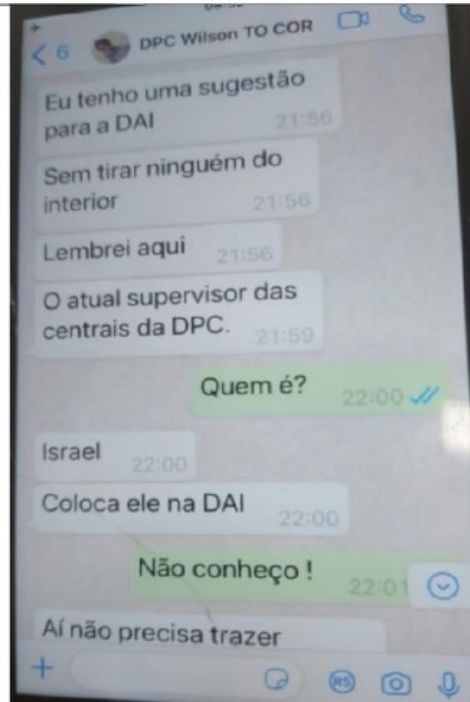 6 DPC Wilson TO COR
Eu tenho uma sugestão
para a DAI 21:56
Sem tirar ninguém do
interior 21:56
Lembrei aqui 21:56
O atual supervisor das
centrais da DPC. 21:59
Quem é? 22:00
Israel 22:00
Coloca ele na DAI 22:00
Não conheço ! 22:01
Aí não precisa trazer
R$